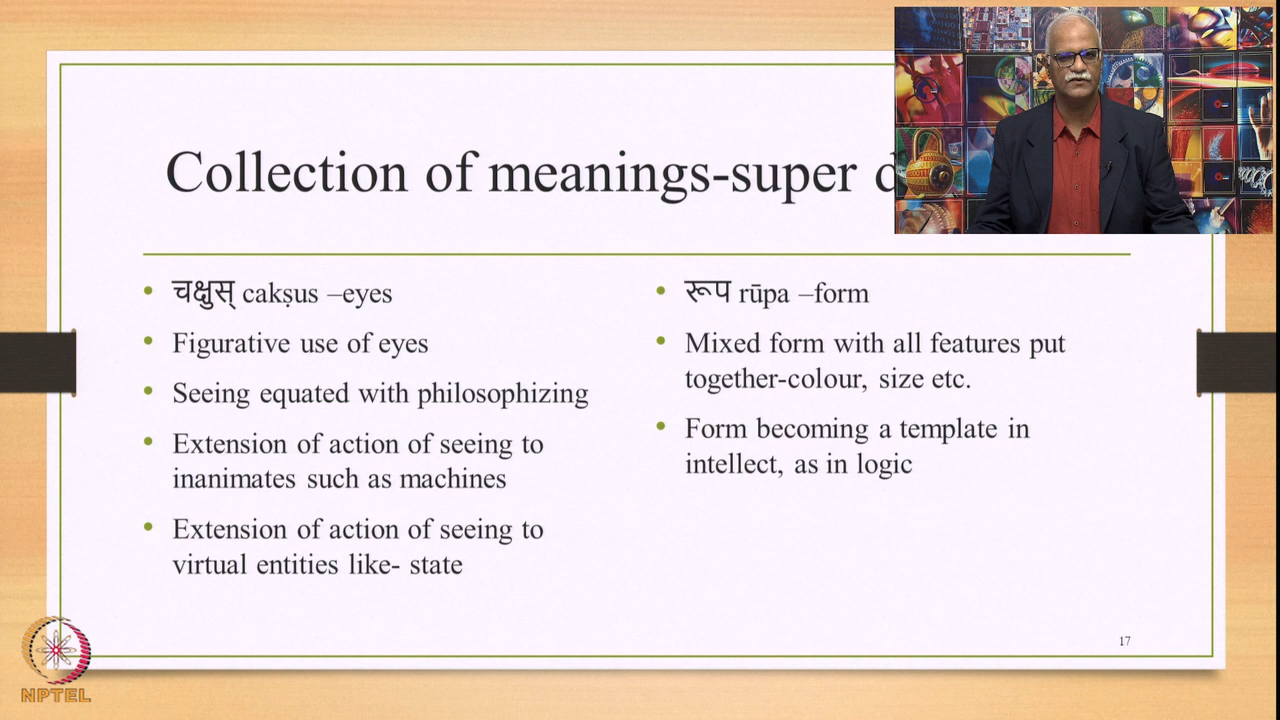 Collection of meanings-super
चक्षुस् cakṣus –eyes
Figurative use of eyes
Seeing equated with philosophizing
Extension of action of seeing to
inanimates such as machines
Extension of action of seeing to
virtual entities like- state
रूप rūpa –form
Mixed form with all features put
together-colour, size etc.
Form becoming a template in
intellect, as in logic
17
NPTEL